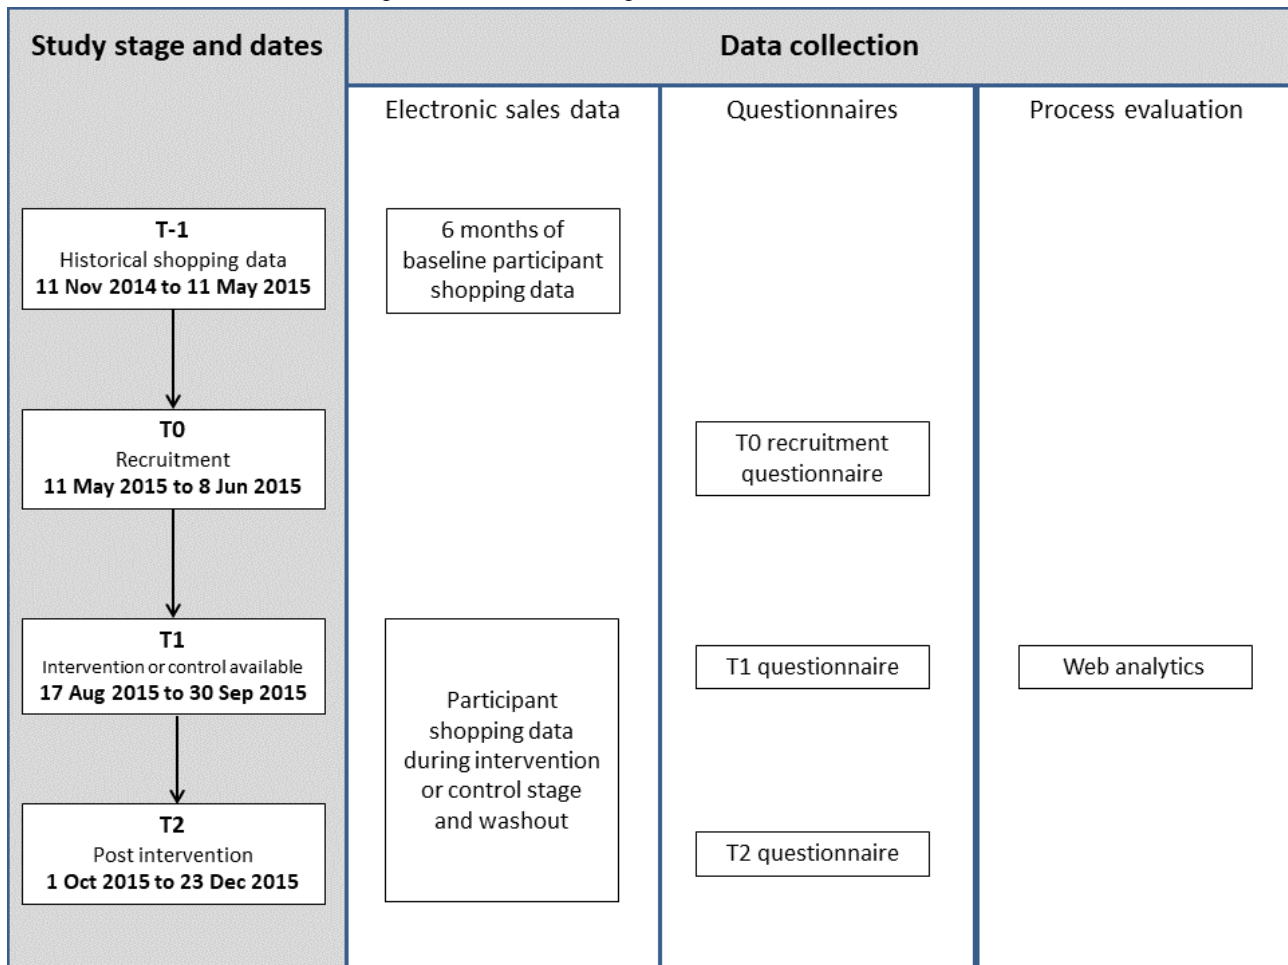 Study stage and dates
Data collection
Electronic sales data
Questionnaires
Process evaluation
T-1
Historical shopping data
11 Nov 2014 to 11 May 2015
6 months of
baseline participant
shopping data
T0
Recruitment
11 May 2015 to 8 Jun 2015
T0 recruitment
questionnaire
T1
Intervention or control available
17 Aug 2015 to 30 Sep 2015
Participant
shopping data
during intervention
or control stage
and washout
T1 questionnaire
Web analytics
T2
Post intervention
1 Oct 2015 to 23 Dec 2015
T2 questionnaire